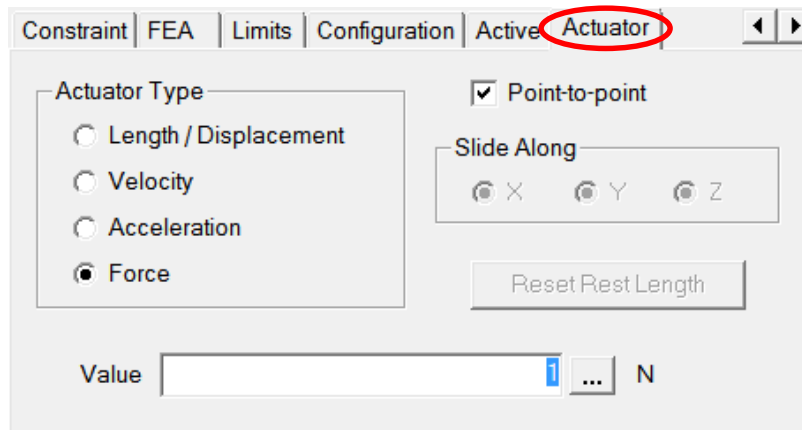 Constraint FEA Limits Configuration Active Actuator
Actuator Type
Length / Displacement
Velocity
Acceleration
Force
Point-to-point
Slide Along
X Y Z
Reset Rest Length
Value 1 ... N